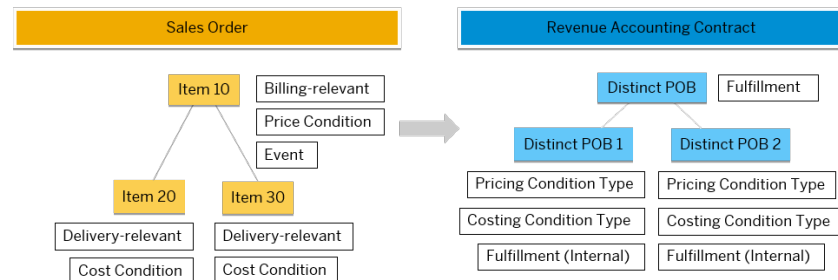 Sales Order
Revenue Accounting Contract
Item 10
Billing-relevant
Price Condition
Event
Item 20
Item 30
Delivery-relevant
Delivery-relevant
Cost Condition
Cost Condition
Distinct POB
Fulfillment
Distinct POB 1
Distinct POB 2
Pricing Condition Type
Pricing Condition Type
Costing Condition Type
Costing Condition Type
Fulfillment (Internal)
Fulfillment (Internal)